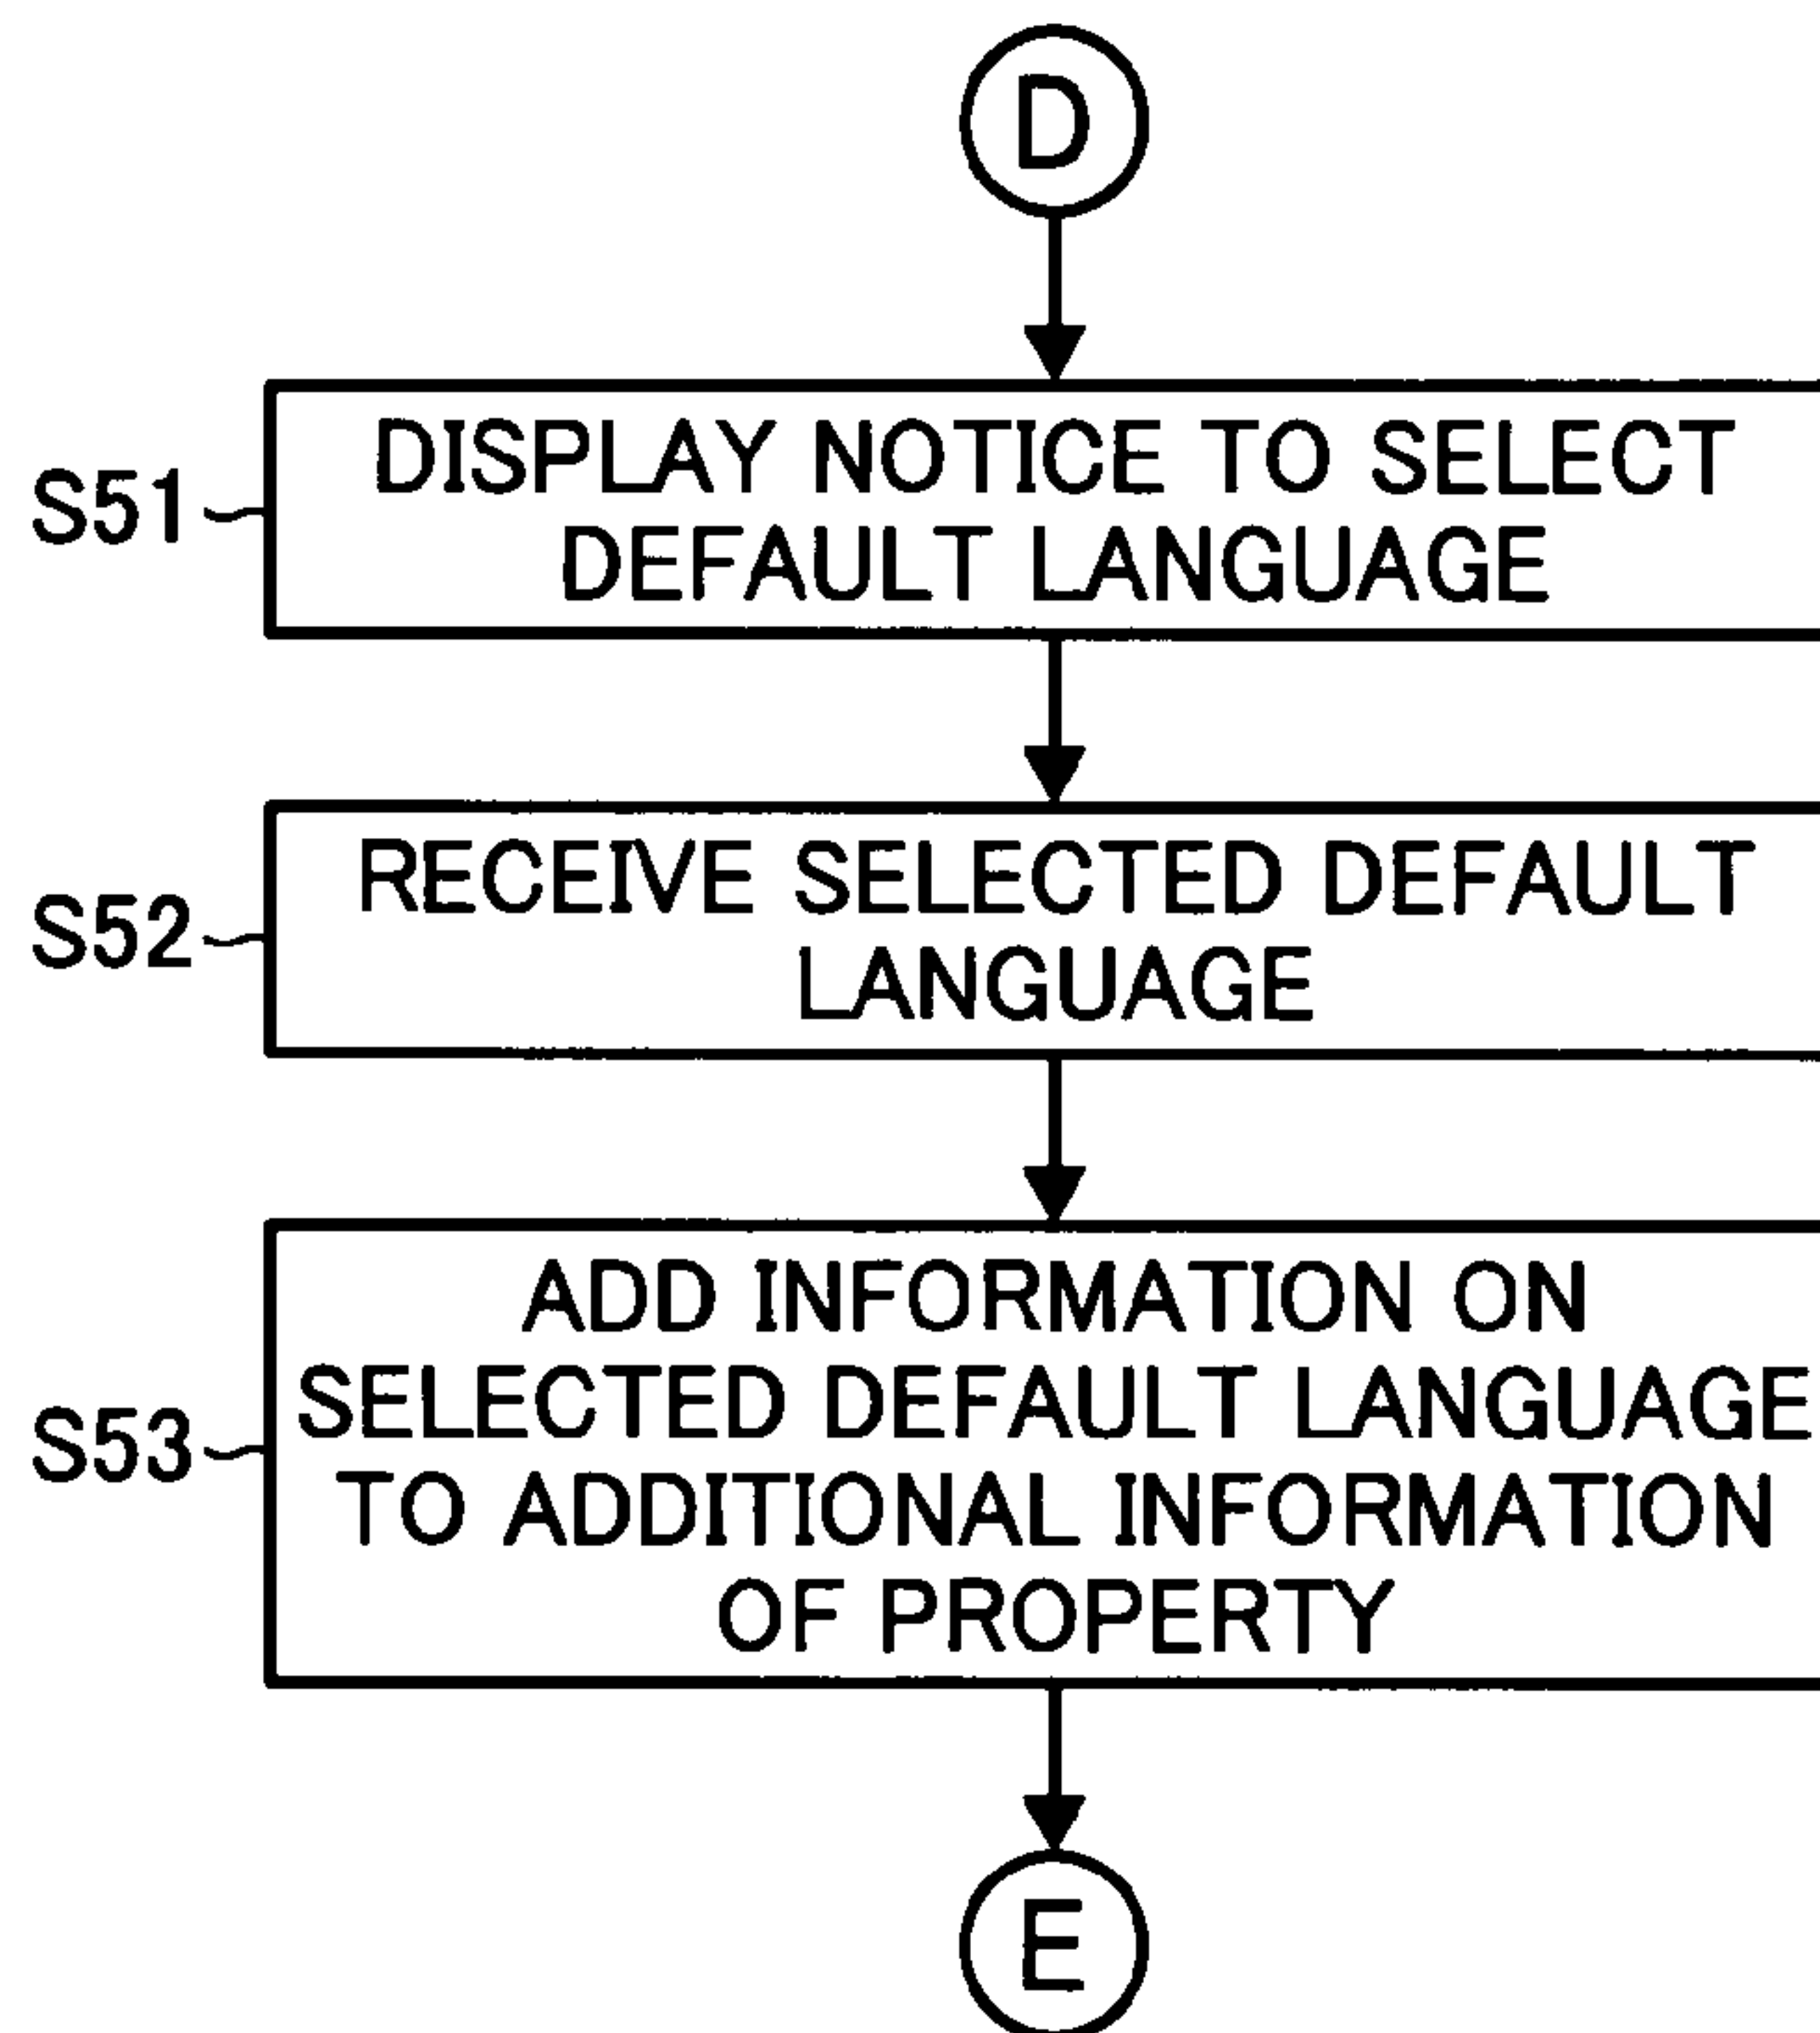 D
S51
DISPLAY NOTICE TO SELECT
DEFAULT LANGUAGE
S52
RECEIVE SELECTED DEFAULT
LANGUAGE
S53
ADD INFORMATION ON
SELECTED DEFAULT LANGUAGE
TO ADDITIONAL INFORMATION
OF PROPERTY
E